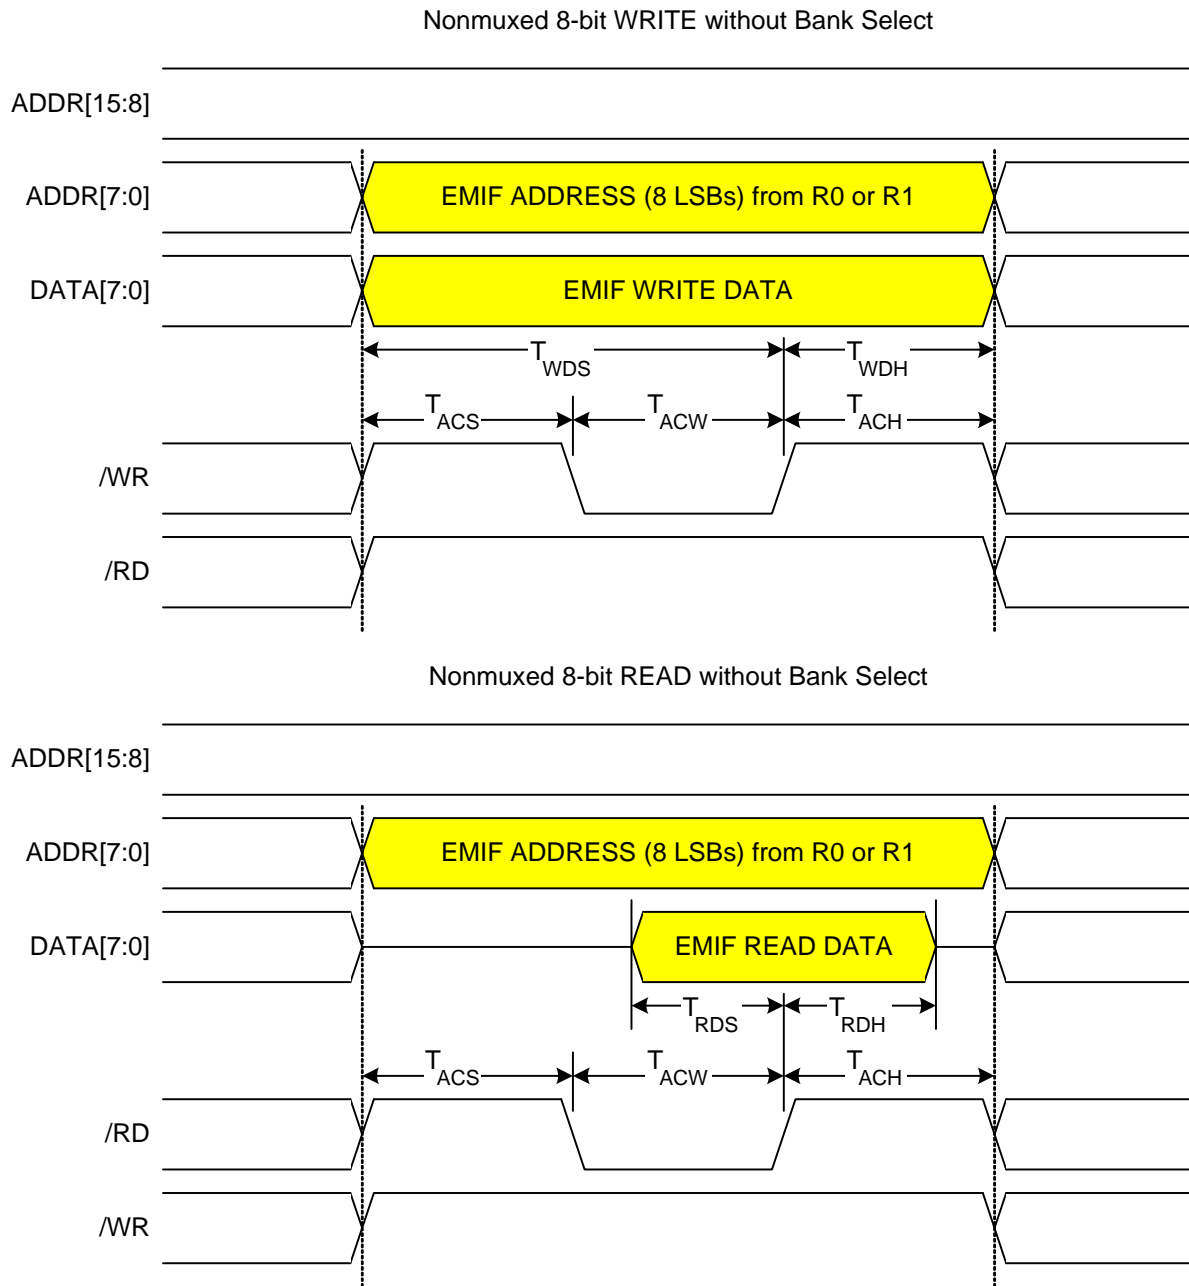 Nonmuxed 8-bit WRITE without Bank Select
ADDR[15:8]
ADDR[7:0]
EMIF ADDRESS (8 LSBs) from R0 or R1
DATA[7:0]
EMIF WRITE DATA
TWDS
TWDH
TACS
TACW
TACH
/WR
/RD
Nonmuxed 8-bit READ without Bank Select
ADDR[15:8]
ADDR[7:0]
EMIF ADDRESS (8 LSBs) from R0 or R1
DATA[7:0]
EMIF READ DATA
TRDS
TRDH
TACS
TACW
TACH
/RD
/WR